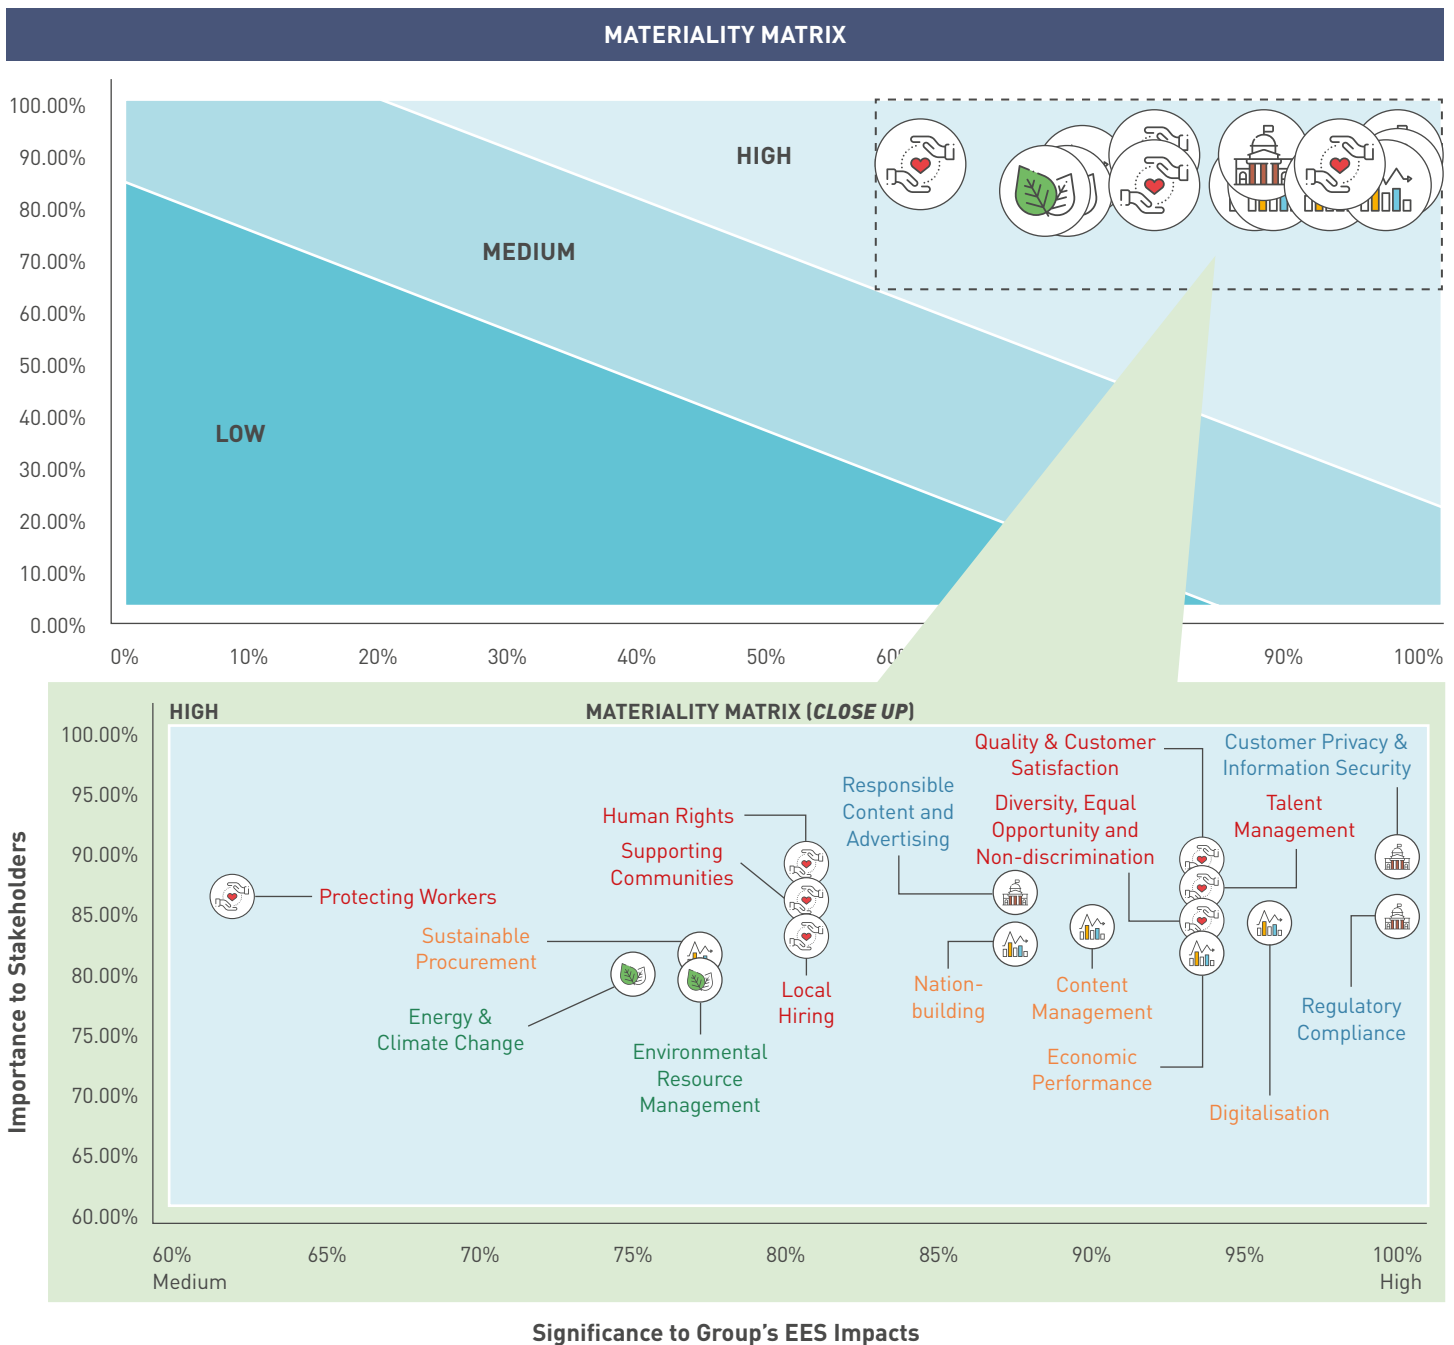 MATERIALITY MATRIX
100.00%
90.00%
80.00%
70.00%
60.00%
50.00%
40.00%
30.00%
20.00%
10.00%
0.00%
HIGH
MEDIUM
LOW
0%
10%
20%
30%
40%
50%
90%
100%
HIGH
MATERIALITY MATRIX (CLOSE UP)
Importance to Stakeholders
100.00%
95.00%
90.00%
85.00%
80.00%
75.00%
70.00%
65.00%
60.00%
Quality & Customer
Satisfaction
Customer Privacy &
Information Security
Responsible
Content and
Advertising
Diversity, Equal
Opportunity and
Non-discrimination
Talent
Management
Human Rights
Supporting
Communities
Protecting Workers
Sustainable
Procurement
Energy &
Climate Change
Environmental
Resource
Management
Local
Hiring
Nation-
building
Content
Management
Economic
Performance
Digitalisation
Regulatory
Compliance
60%
Medium
65%
70%
75%
80%
85%
90%
95%
100%
High
Significance to Group's EES Impacts